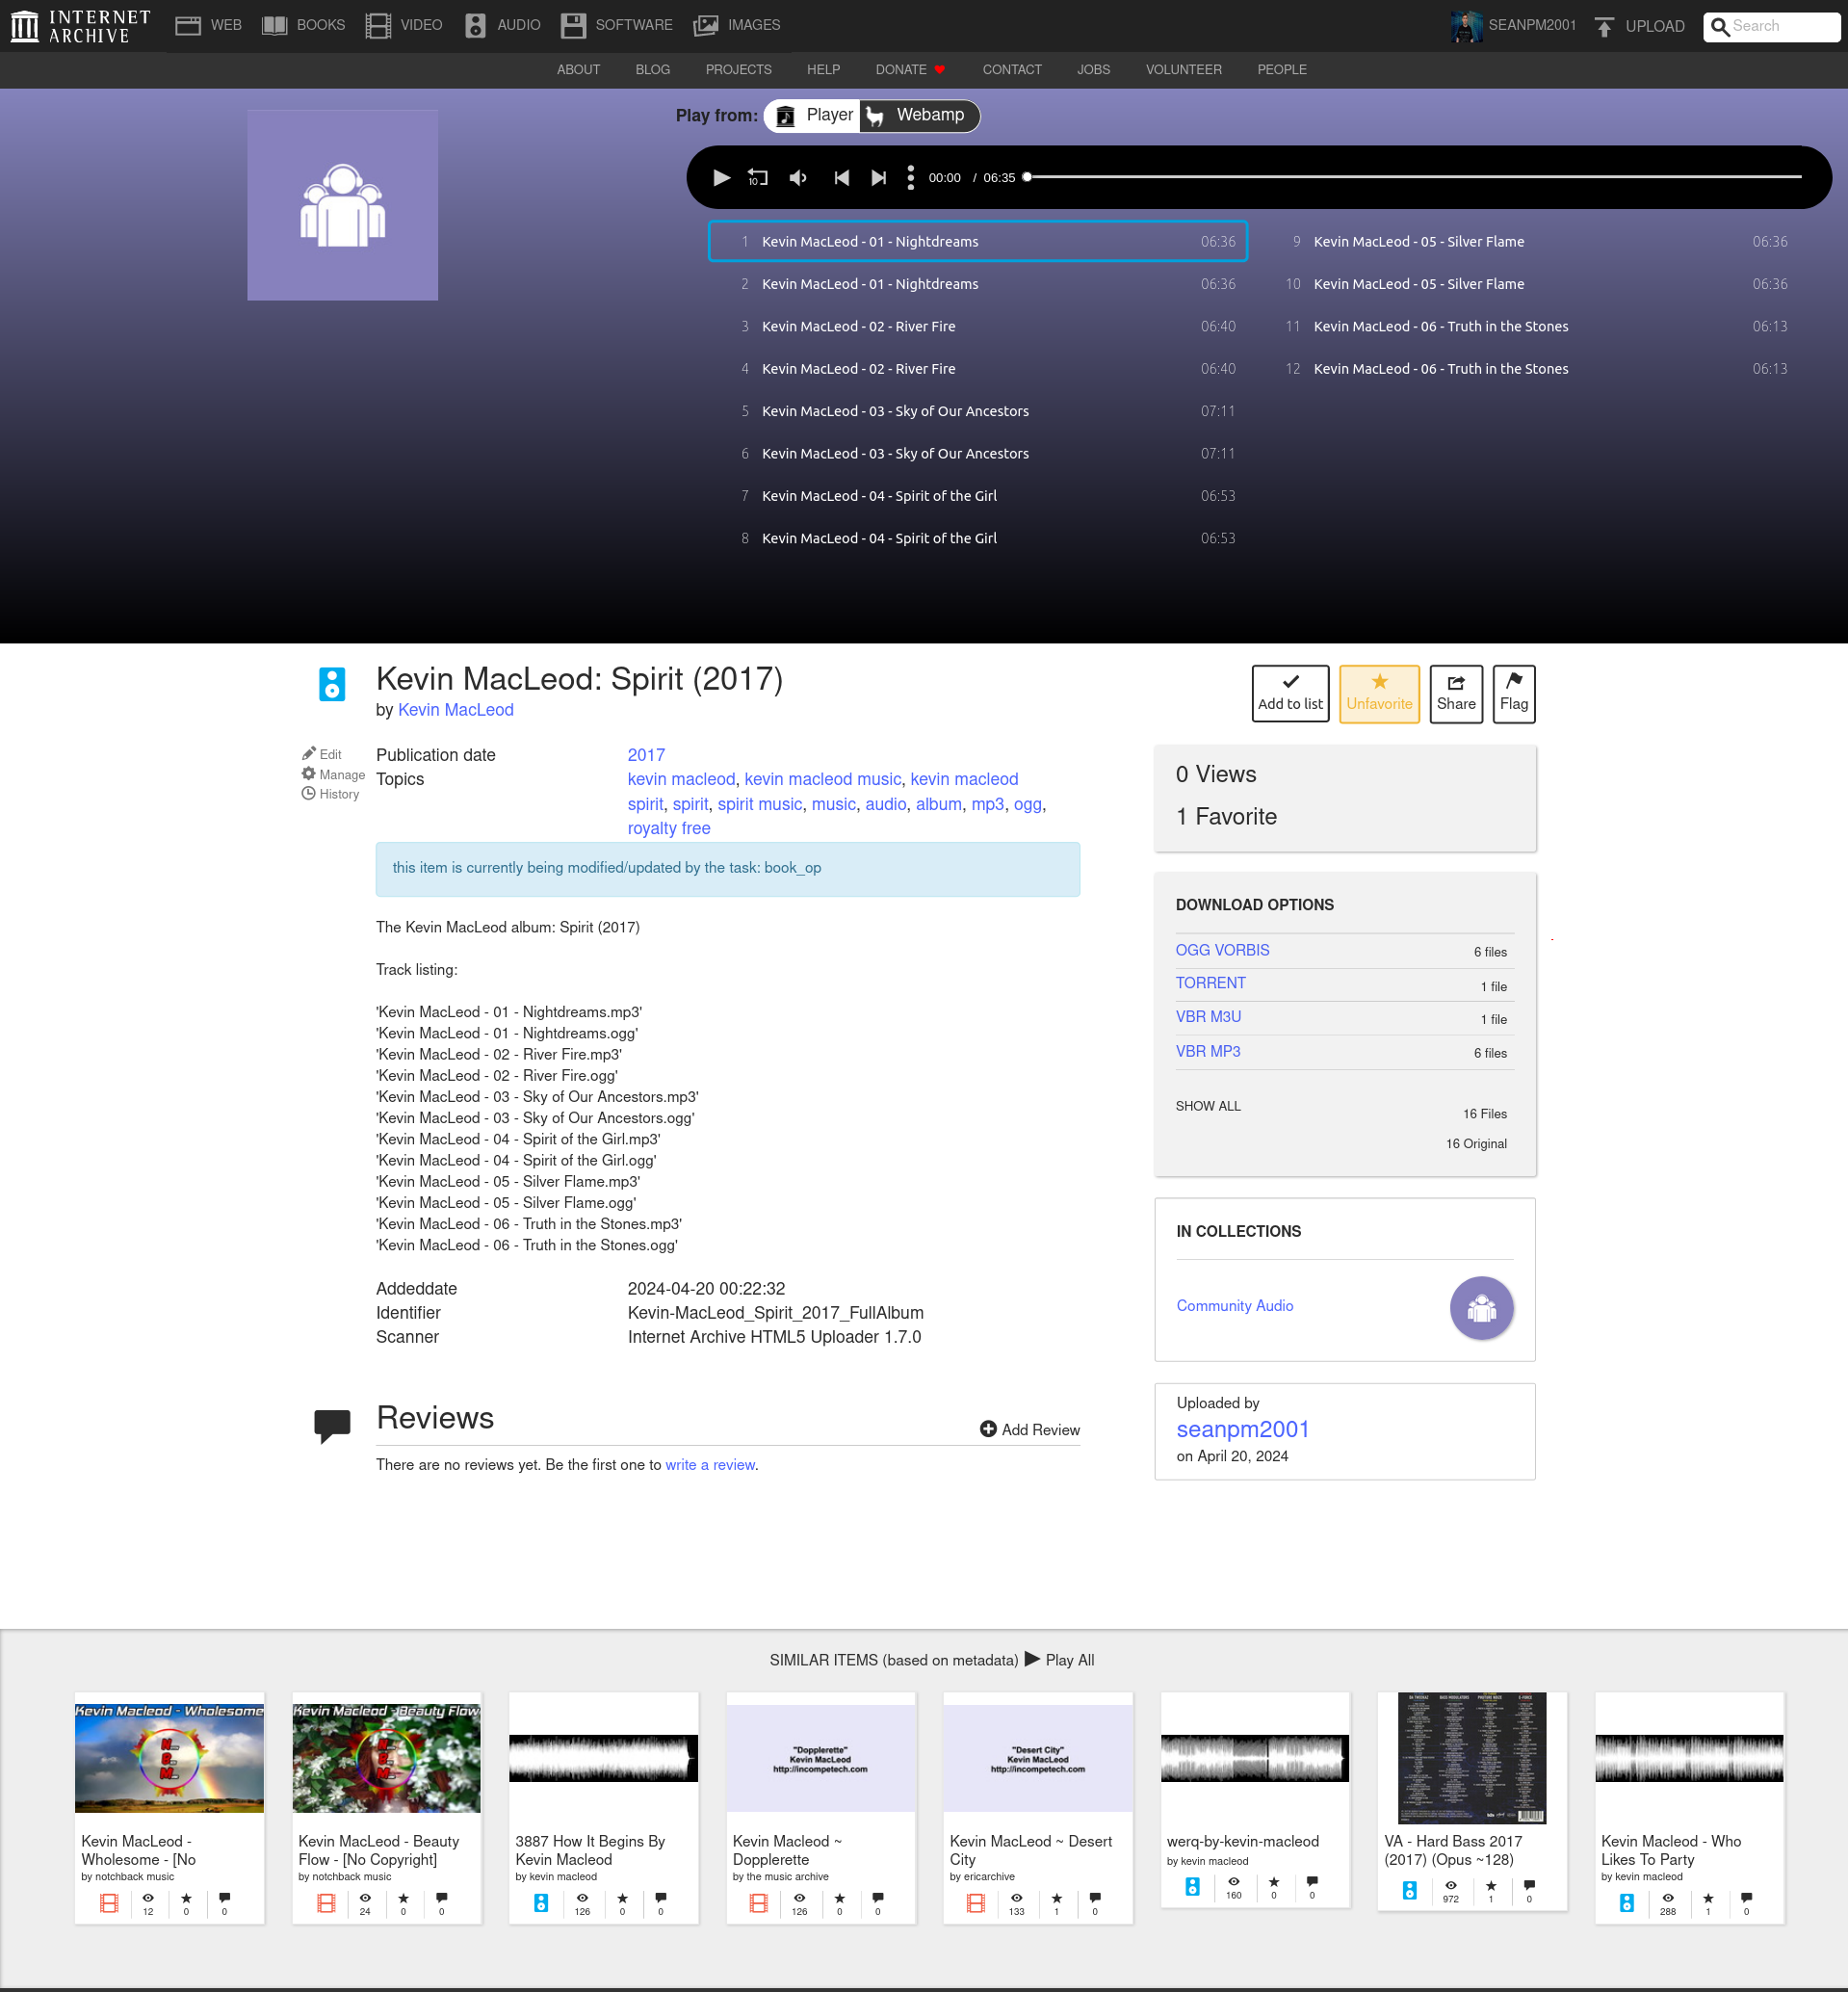 INTERNET ARCHIVE
WEB BOOKS VIDEO AUDIO SOFTWARE IMAGES SEANPM2001 UPLOAD Search
ABOUT BLOG PROJECTS HELP DONATE CONTACT JOBS VOLUNTEER PEOPLE
Play from: Player Webamp
10 00:00 / 06:35
1 Kevin MacLeod - 01 - Nightdreams 06:36
2 Kevin MacLeod - 01 - Nightdreams 06:36
3 Kevin MacLeod - 02 - River Fire 06:40
4 Kevin MacLeod - 02 - River Fire 06:40
5 Kevin MacLeod - 03 - Sky of Our Ancestors 07:11
6 Kevin MacLeod - 03 - Sky of Our Ancestors 07:11
7 Kevin MacLeod - 04 - Spirit of the Girl 06:53
8 Kevin MacLeod - 04 - Spirit of the Girl 06:53
9 Kevin MacLeod - 05 - Silver Flame 06:36
10 Kevin MacLeod - 05 - Silver Flame 06:36
11 Kevin MacLeod - 06 - Truth in the Stones 06:13
12 Kevin MacLeod - 06 - Truth in the Stones 06:13
Kevin MacLeod: Spirit (2017)
by Kevin MacLeod
Edit
Manage
History
Publication date 2017
Topics kevin macleod, kevin macleod music, kevin macleod
spirit, spirit, spirit music, music, audio, album, mp3, ogg,
royalty free
this item is currently being modified/updated by the task: book_op
The Kevin MacLeod album: Spirit (2017)
Track listing:
'Kevin MacLeod - 01 - Nightdreams.mp3'
'Kevin MacLeod - 01 - Nightdreams.ogg'
'Kevin MacLeod - 02 - River Fire.mp3'
'Kevin MacLeod - 02 - River Fire.ogg'
'Kevin MacLeod - 03 - Sky of Our Ancestors.mp3'
'Kevin MacLeod - 03 - Sky of Our Ancestors.ogg'
'Kevin MacLeod - 04 - Spirit of the Girl.mp3'
'Kevin MacLeod - 04 - Spirit of the Girl.ogg'
'Kevin MacLeod - 05 - Silver Flame.mp3'
'Kevin MacLeod - 05 - Silver Flame.ogg'
'Kevin MacLeod - 06 - Truth in the Stones.mp3'
'Kevin MacLeod - 06 - Truth in the Stones.ogg'
Addeddate 2024-04-20 00:22:32
Identifier Kevin-MacLeod_Spirit_2017_FullAlbum
Scanner Internet Archive HTML5 Uploader 1.7.0
Reviews
Add Review
There are no reviews yet. Be the first one to write a review.
Add to list Unfavorite Share Flag
0 Views
1 Favorite
DOWNLOAD OPTIONS
OGG VORBIS 6 files
TORRENT 1 file
VBR M3U 1 file
VBR MP3 6 files
SHOW ALL 16 Files
16 Original
IN COLLECTIONS
Community Audio
Uploaded by
seanpm2001
on April 20, 2024
SIMILAR ITEMS (based on metadata) Play All
Kevin Macleod - Wholesome
Kevin MacLeod -
Wholesome - [No
by notchback music
12 0 0
Kevin Macleod - Beauty Flow
Kevin MacLeod - Beauty
Flow - [No Copyright]
by notchback music
24 0 0
3887 How It Begins By
Kevin Macleod
by kevin macleod
126 0 0
"Dopplerette"
Kevin MacLeod
http://incompetech.com
Kevin Macleod ~
Dopplerette
by the music archive
126 0 0
"Desert City"
Kevin MacLeod
http://incompetech.com
Kevin MacLeod ~ Desert
City
by ericarchive
133 1 0
werq-by-kevin-macleod
by kevin macleod
160 0 0
VA - Hard Bass 2017
(2017) (Opus ~128)
972 1 0
Kevin Macleod - Who
Likes To Party
by kevin macleod
288 1 0